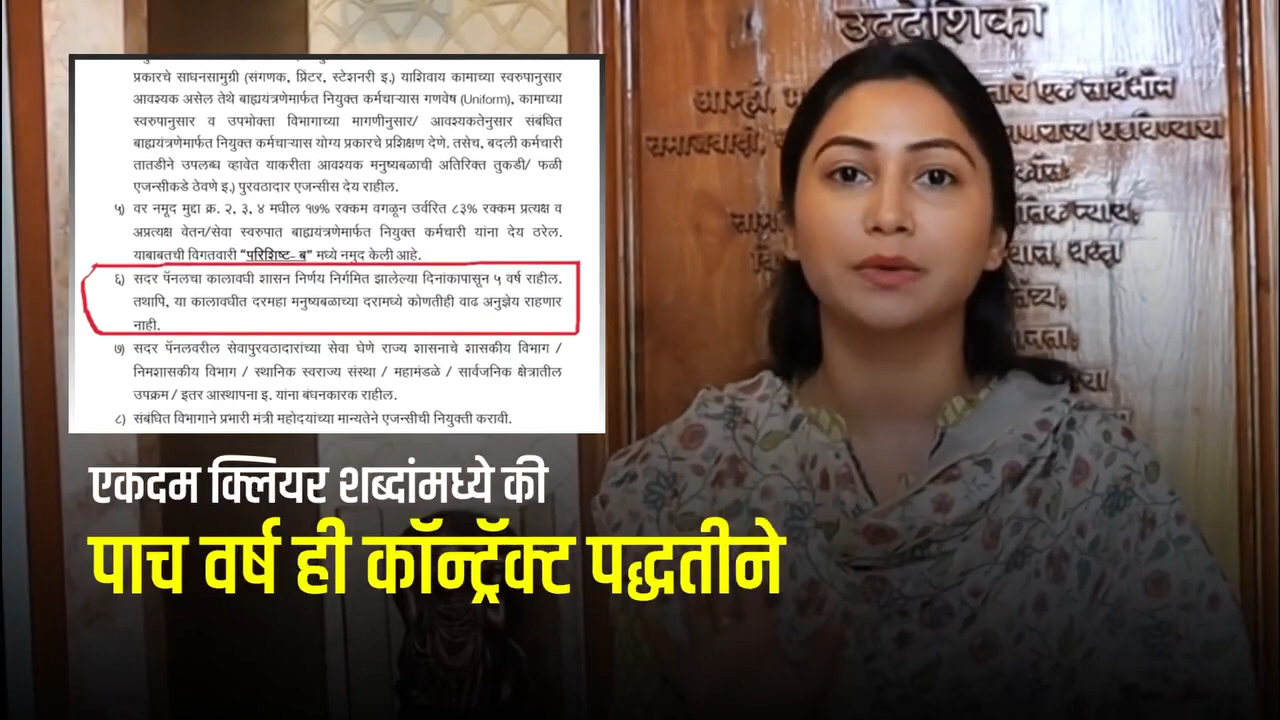 प्रकारचे साधनसामुग्री (संगणक, प्रिंटर, स्टेशनरी इ.) याशिवाय कामाच्या स्वरुपानुसार
आवश्यक असेल तेथे बाह्ययंत्रणेमार्फत नियुक्त कर्मचाऱ्यास गणवेष (Uniform), कामाच्या
स्वरुपानुसार व उपभोक्ता विभागाच्या मागणीनुसार/ आवश्यकतेनुसार संबंधित
बाह्ययंत्रणेमार्फत नियुक्त कर्मचाऱ्यास योग्य प्रकारचे प्रशिक्षण देणे. तसेच, बदली कर्मचारी
तातडीने उपलब्ध व्हावेत याकरीता आवश्यक मनुष्यबळाची अतिरिक्त तुकडी/ फळी
एजन्सीकडे ठेवणे इ.) पुरवठादार एजन्सीस देय राहील.
५) वर नमूद मुद्दा क्र. २, ३, ४ मधील १७% रक्कम वगळून उर्वरित ८३% रक्कम प्रत्यक्ष व
अप्रत्यक्ष वेतन/सेवा स्वरुपात बाह्ययंत्रणेमार्फत नियुक्त कर्मचारी यांना देय ठरेल.
याबाबतची विगतवारी "परिशिष्ट- ब" मध्ये नमूद केली आहे.
६) सदर पॅनलचा कालावधी शासन निर्णय निर्गमित झालेल्या दिनांकापासून ५ वर्ष राहील.
तथापि, या कालावधीत दरमहा मनुष्यबळाच्या दरामध्ये कोणतीही वाढ अनुज्ञेय राहणार
नाही.
७) सदर पॅनलवरील सेवापुरवठादारांच्या सेवा घेणे राज्य शासनाचे शासकीय विभाग /
निमशासकीय विभाग / स्थानिक स्वराज्य संस्था / महामंडळे / सार्वजनिक क्षेत्रातील
उपक्रम / इतर आस्थापना इ. यांना बंधनकारक राहील.
८) संबंधित विभागाने प्रभारी मंत्री महोदयांच्या मान्यतेने एजन्सीची नियुक्ती करावी.
उद्देशिका
आम्ही, एक सार्वभौम
समाजवादी, घडविण्याचा
न्याय;
एकदम क्लियर शब्दांमध्ये की
पाच वर्ष ही कॉन्ट्रॅक्ट पद्धतीने